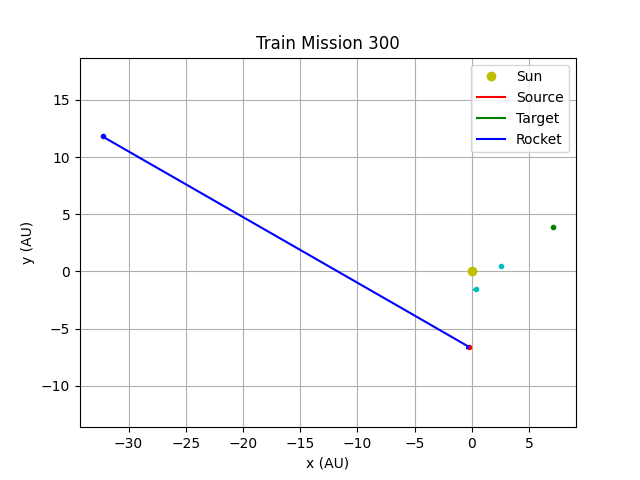 Train Mission 300
Sun
Source
Target
Rocket
15
10
5
0
−5
−10
y (AU)
−30
−25
−20
−15
−10
−5
0
5
x (AU)